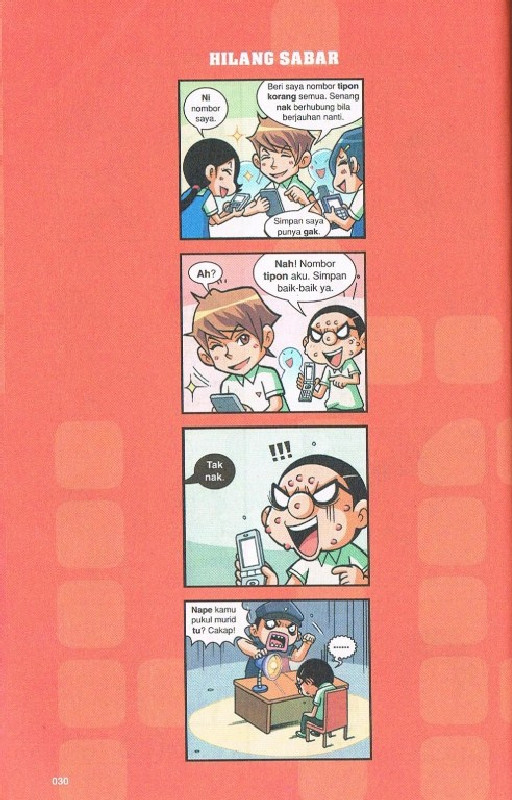 HILANG SABAR
Ni
nombor
saya.
Beri saya nombor tipon
korang semua. Senang
nak berhubung bila
berjauhan nanti.
Simpan saya
punya gak.
Ah?
Nah! Nombor
tipon aku. Simpan
baik-baik ya.
Tak
nak.
!!!
Nape kamu
pukul murid
tu? Cakap!
......
030